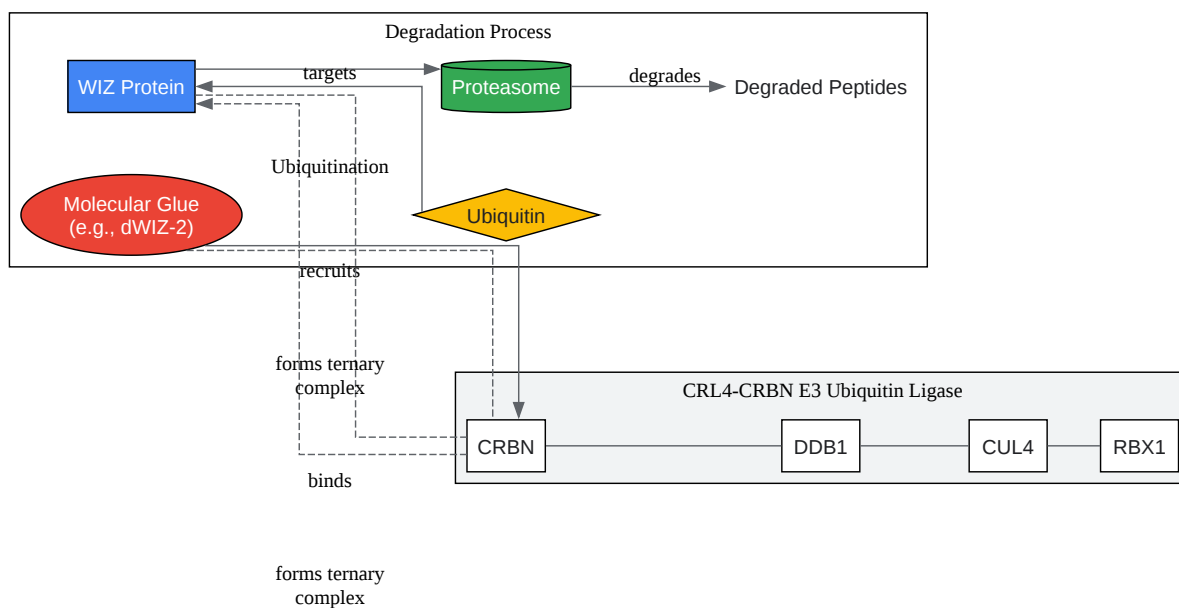 Degradation Process
WIZ Protein
targets
Proteasome
degrades
Degraded Peptides
Ubiquitination
Molecular Glue
(e.g., dWIZ-2)
Ubiquitin
recruits
forms ternary
complex
CRL4-CRBN E3 Ubiquitin Ligase
CRBN
DDB1
CUL4
RBX1
binds
forms ternary
complex